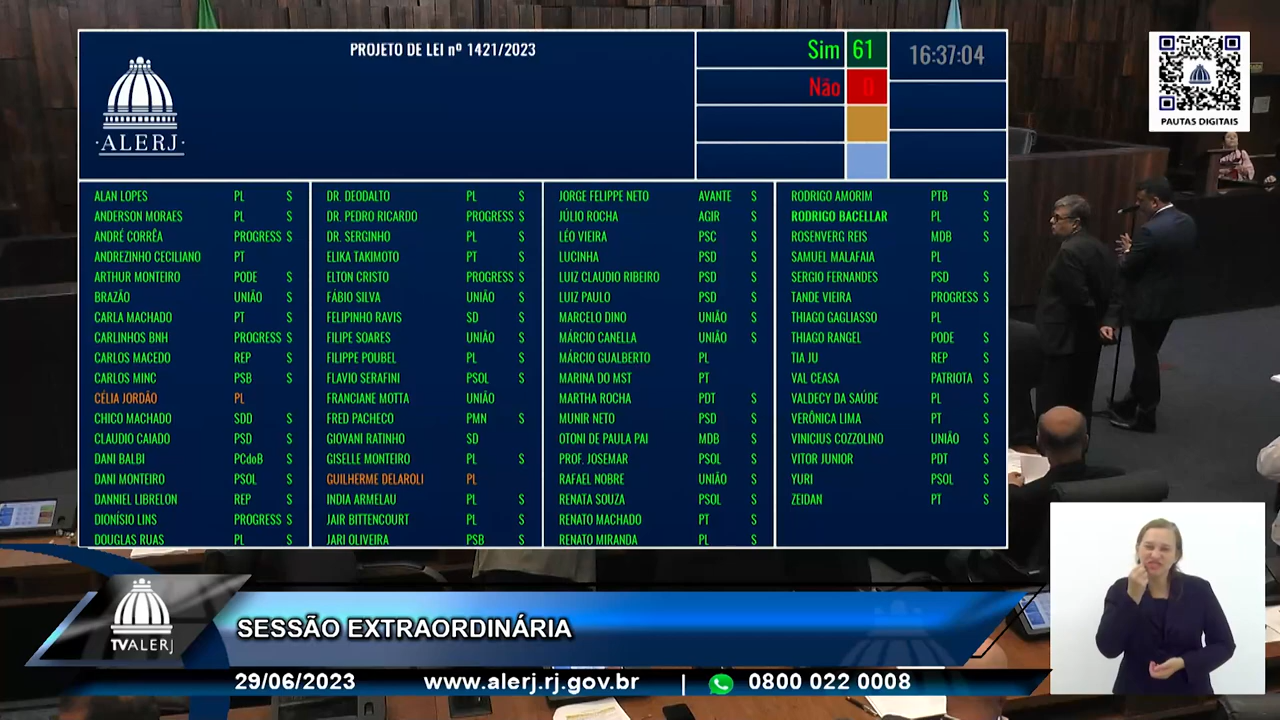 PROJETO DE LEI nº 1421/2023
Sim 61
Não 0
16:37:04
·ALERJ·
PAUTAS DIGITAIS
ALAN LOPES PL S
ANDERSON MORAES PL S
ANDRÉ CORRÊA PROGRESS S
ANDREZINHO CECILIANO PT
ARTHUR MONTEIRO PODE S
BRAZÃO UNIÃO S
CARLA MACHADO PT S
CARLINHOS BNH PROGRESS S
CARLOS MACEDO REP S
CARLOS MINC PSB S
CÉLIA JORDÃO PL
CHICO MACHADO SDD S
CLAUDIO CAIADO PSD S
DANI BALBI PCdoB S
DANI MONTEIRO PSOL S
DANNIEL LIBRELON REP S
DIONÍSIO LINS PROGRESS S
DOUGLAS RUAS PL S
DR. DEODALTO PL S
DR. PEDRO RICARDO PROGRESS S
DR. SERGINHO PL S
ELIKA TAKIMOTO PT S
ELTON CRISTO PROGRESS S
FÁBIO SILVA UNIÃO S
FELIPINHO RAVIS SD S
FILIPE SOARES UNIÃO S
FILIPPE POUBEL PL S
FLAVIO SERAFINI PSOL S
FRANCIANE MOTTA UNIÃO
FRED PACHECO PMN S
GIOVANI RATINHO SD
GISELLE MONTEIRO PL S
GUILHERME DELAROLI PL
INDIA ARMELAU PL S
JAIR BITTENCOURT PL S
JARI OLIVEIRA PSB S
JORGE FELIPPE NETO AVANTE S
JÚLIO ROCHA AGIR S
LÉO VIEIRA PSC S
LUCINHA PSD S
LUIZ CLAUDIO RIBEIRO PSD S
LUIZ PAULO PSD S
MARCELO DINO UNIÃO S
MÁRCIO CANELLA UNIÃO S
MÁRCIO GUALBERTO PL
MARINA DO MST PT
MARTHA ROCHA PDT S
MUNIR NETO PSD S
OTONI DE PAULA PAI MDB S
PROF. JOSEMAR PSOL S
RAFAEL NOBRE UNIÃO S
RENATA SOUZA PSOL S
RENATO MACHADO PT S
RENATO MIRANDA PL S
RODRIGO AMORIM PTB S
RODRIGO BACELLAR PL S
ROSENVERG REIS MDB S
SAMUEL MALAFAIA PL
SERGIO FERNANDES PSD S
TANDE VIEIRA PROGRESS S
THIAGO GAGLIASSO PL
THIAGO RANGEL PODE S
TIA JU REP S
VAL CEASA PATRIOTA S
VALDECY DA SAÚDE PL S
VERÔNICA LIMA PT S
VINICIUS COZZOLINO UNIÃO S
VITOR JUNIOR PDT S
YURI PSOL S
ZEIDAN PT S
TVALERJ
SESSÃO EXTRAORDINÁRIA
29/06/2023 www.alerj.rj.gov.br | 0800 022 0008